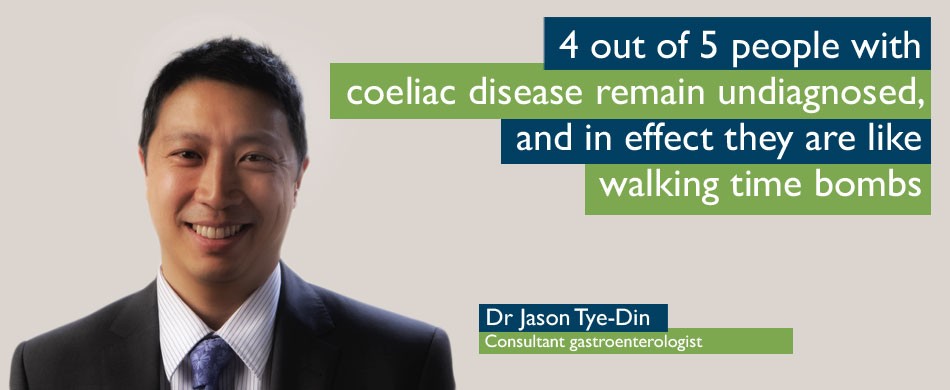 4 out of 5 people with
coeliac disease remain undiagnosed,
and in effect they are like
walking time bombs
Dr Jason Tye-Din
Consultant gastroenterologist